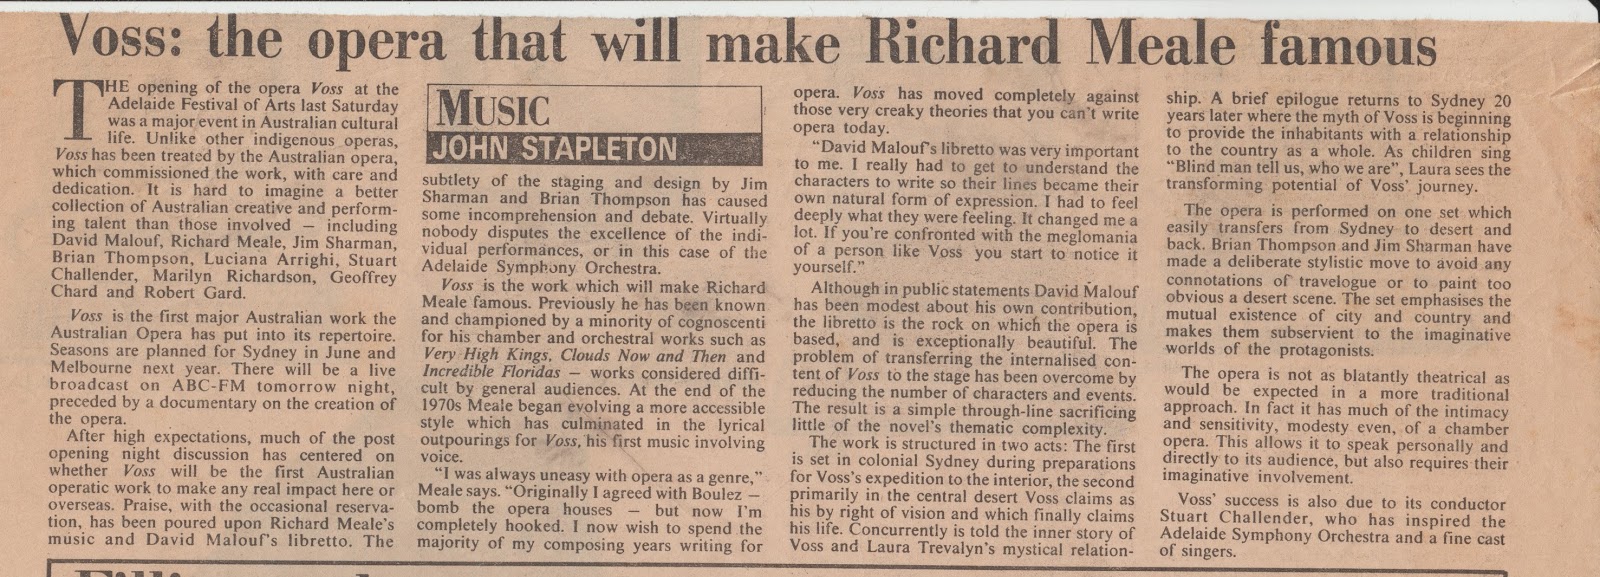 Voss: the opera that will make Richard Meale famous
THE opening of the opera Voss at the
Adelaide Festival of Arts last Saturday
was a major event in Australian cultural
life. Unlike other indigenous operas,
Voss has been treated by the Australian opera,
which commissioned the work, with care and
dedication. It is hard to imagine a better
collection of Australian creative and perform-
ing talent than those involved — including
David Malouf, Richard Meale, Jim Sharman,
Brian Thompson, Luciana Arrighi, Stuart
Challender, Marilyn Richardson, Geoffrey
Chard and Robert Gard.
Voss is the first major Australian work the
Australian Opera has put into its repertoire.
Seasons are planned for Sydney in June and
Melbourne next year. There will be a live
broadcast on ABC-FM tomorrow night,
preceded by a documentary on the creation of
the opera.
After high expectations, much of the post
opening night discussion has centered on
whether Voss will be the first Australian
operatic work to make any real impact here or
overseas. Praise, with the occasional reserva-
tion, has been poured upon Richard Meale's
music and David Malouf's libretto. The
MUSIC
JOHN STAPLETON
subtlety of the staging and design by Jim
Sharman and Brian Thompson has caused
some incomprehension and debate. Virtually
nobody disputes the excellence of the indi-
vidual performances, or in this case of the
Adelaide Symphony Orchestra.
Voss is the work which will make Richard
Meale famous. Previously he has been known
and championed by a minority of cognoscenti
for his chamber and orchestral works such as
Very High Kings, Clouds Now and Then and
Incredible Floridas — works considered diffi-
cult by general audiences. At the end of the
1970s Meale began evolving a more accessible
style which has culminated in the lyrical
outpourings for Voss, his first music involving
voice.
"I was always uneasy with opera as a genre,"
Meale says. "Originally I agreed with Boulez —
bomb the opera houses — but now I'm
completely hooked. I now wish to spend the
majority of my composing years writing for
opera. Voss has moved completely against
those very creaky theories that you can't write
opera today.
"David Malouf's libretto was very important
to me. I really had to get to understand the
characters to write so their lines became their
own natural form of expression. I had to feel
deeply what they were feeling. It changed me a
lot. If you're confronted with the meglomania
of a person like Voss you start to notice it
yourself."
Although in public statements David Malouf
has been modest about his own contribution,
the libretto is the rock on which the opera is
based, and is exceptionally beautiful. The
problem of transferring the internalised con-
tent of Voss to the stage has been overcome by
reducing the number of characters and events.
The result is a simple through-line sacrificing
little of the novel's thematic complexity.
The work is structured in two acts: The first
is set in colonial Sydney during preparations
for Voss's expedition to the interior, the second
primarily in the central desert Voss claims as
his by right of vision and which finally claims
his life. Concurrently is told the inner story of
Voss and Laura Trevalyn's mystical relation-
ship. A brief epilogue returns to Sydney 20
years later where the myth of Voss is beginning
to provide the inhabitants with a relationship
to the country as a whole. As children sing
"Blind man tell us, who we are", Laura sees the
transforming potential of Voss' journey.
The opera is performed on one set which
easily transfers from Sydney to desert and
back. Brian Thompson and Jim Sharman have
made a deliberate stylistic move to avoid any
connotations of travelogue or to paint too
obvious a desert scene. The set emphasises the
mutual existence of city and country and
makes them subservient to the imaginative
worlds of the protagonists.
The opera is not as blatantly theatrical as
would be expected in a more traditional
approach. In fact it has much of the intimacy
and sensitivity, modesty even, of a chamber
opera. This allows it to speak personally and
directly to its audience, but also requires their
imaginative involvement.
Voss' success is also due to its conductor
Stuart Challender, who has inspired the
Adelaide Symphony Orchestra and a fine cast
of singers.